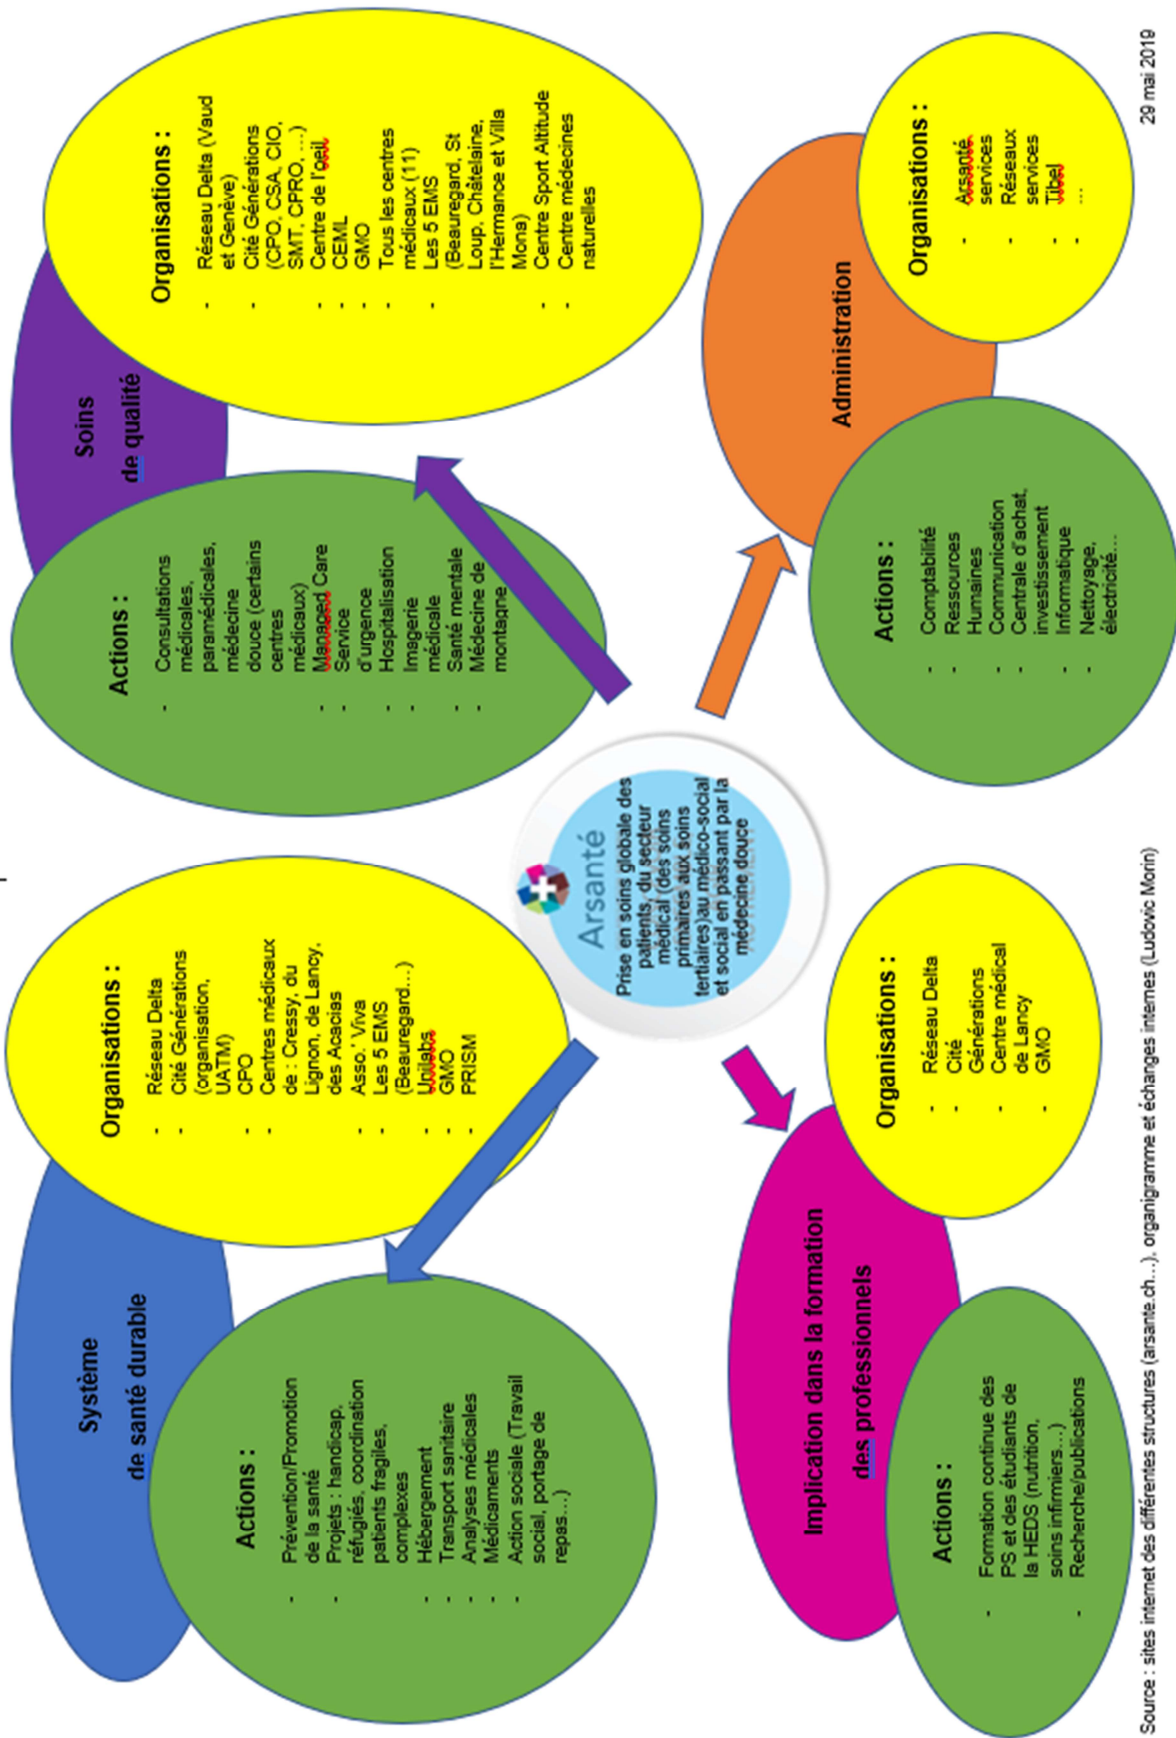 Système
de santé durable
Actions :
- Prévention/Promotion
de la santé
- Projets : handicap,
réfugiés, coordination
patients fragiles,
complexes
- Hébergement
- Transport sanitaire
- Analyses médicales
- Médicaments
- Action sociale (Travail
social, portage de
repas…)
Organisations :
- Réseau Delta
- Cité Générations
(organisation,
UATM)
- CPO
- Centres médicaux
de : Cressy, du
Lignon, de Lancy,
des Acacias
- Asso.' Viva
- Les 5 EMS
(Beauregard…)
- Unilabs
- GMO
- PRISM
Soins
de qualité
Actions :
- Consultations
médicales,
paramédicales,
médecine
douce (certains
centres
médicaux)
- Managed Care
- Service
d'urgence
- Hospitalisation
- Imagerie
médicale
- Santé mentale
- Médecine de
montagne
Organisations :
- Réseau Delta (Vaud
et Genève)
- Cité Générations
(CPO, CSA, CIO,
SMT, CPRO, …)
- Centre de l'oeil
- CEML
- GMO
- Tous les centres
médicaux (11)
- Les 5 EMS
(Beauregard, St
Loup, Châtelaine,
l'Hermance et Villa
Mona)
- Centre Sport Altitude
- Centre médecines
naturelles
Arsanté
Prise en soins globale des
patients, du secteur
médical (des soins
primaires aux soins
tertiaires)au médico-social
et social en passant par la
médecine douce
Implication dans la formation
des professionnels
Actions :
- Formation continue des
PS et des étudiants de
la HEDS (nutrition,
soins infirmiers…)
- Recherche/publications
Organisations :
- Réseau Delta
- Cité
Générations
- Centre médical
de Lancy
- GMO
Administration
Actions :
- Comptabilité
- Ressources
Humaines
- Communication
- Centrale d'achat,
investissement
- Informatique
- Nettoyage,
électricité…
Organisations :
- Arsanté
services
- Réseaux
services
- Tibel
- …
Source : sites internet des différentes structures (arsante.ch…), organigramme et échanges internes (Ludovic Morin)
29 mai 2019